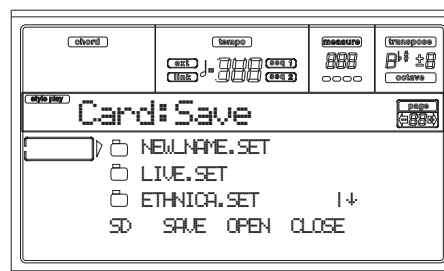 chord tempo measure transpose
ext seq 1
link seq 2
octave
style play
Card:Save
page
NEW_NAME.SET
LIVE.SET
ETHNICA.SET
SD SAVE OPEN CLOSE